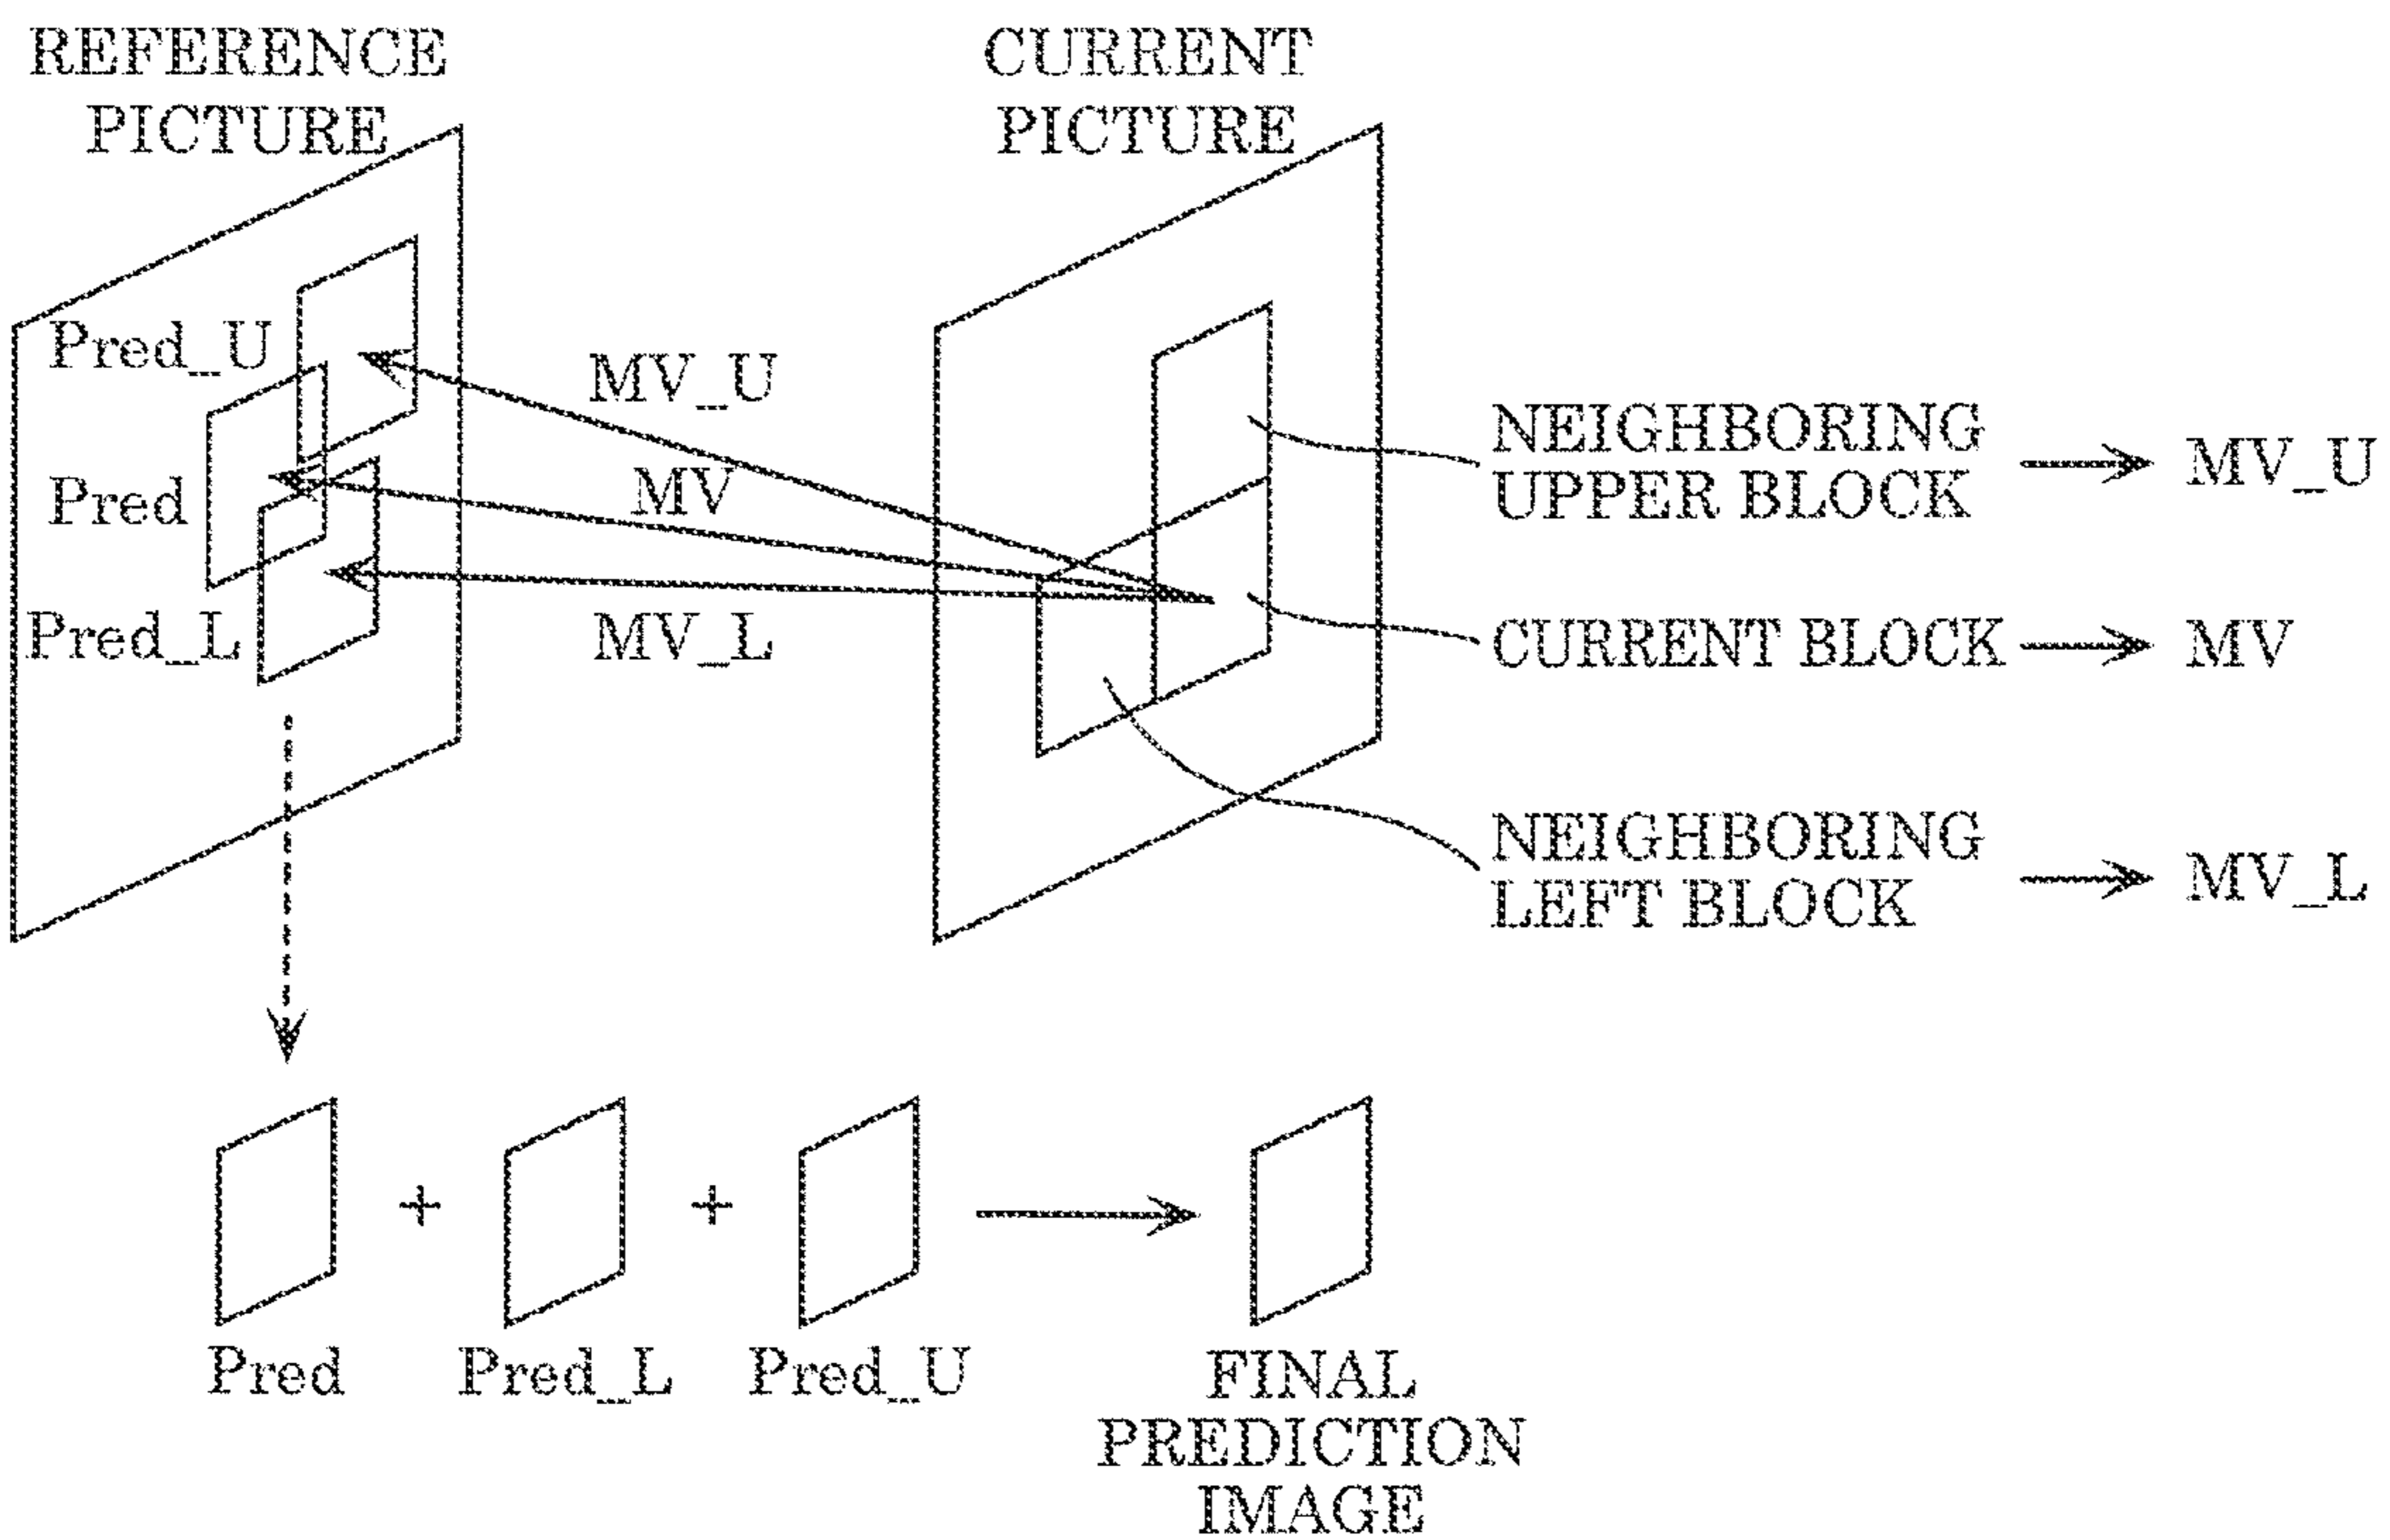 REFERENCE
PICTURE
CURRENT
PICTURE
Pred_U
MV_U
NEIGHBORING
UPPER BLOCK
MV_U
Pred
MV
Pred_L
MV_L
CURRENT BLOCK
MV
NEIGHBORING
LEFT BLOCK
MV_L
+
+
Pred
Pred_L
Pred_U
FINAL
PREDICTION
IMAGE